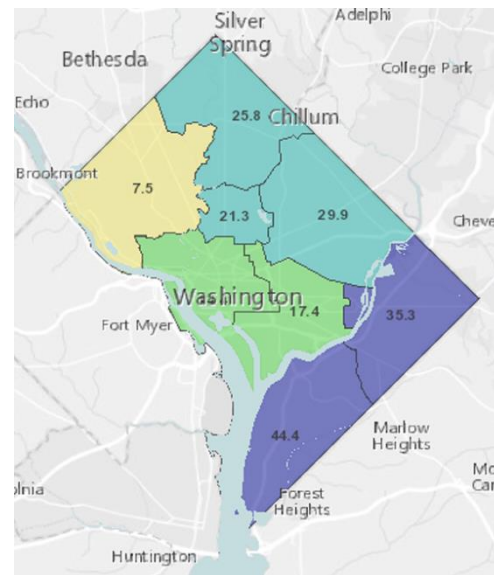 Silver
Spring
Adelphi
Bethesda
College Park
Echo
25.8
Chillum
Brookmont
7.5
21.3
29.9
Cheve
Washington
17.4
35.3
Fort Myer
Marlow
Heights
44.4
Mo
Car
olnia
Forest
Heights
Huntington